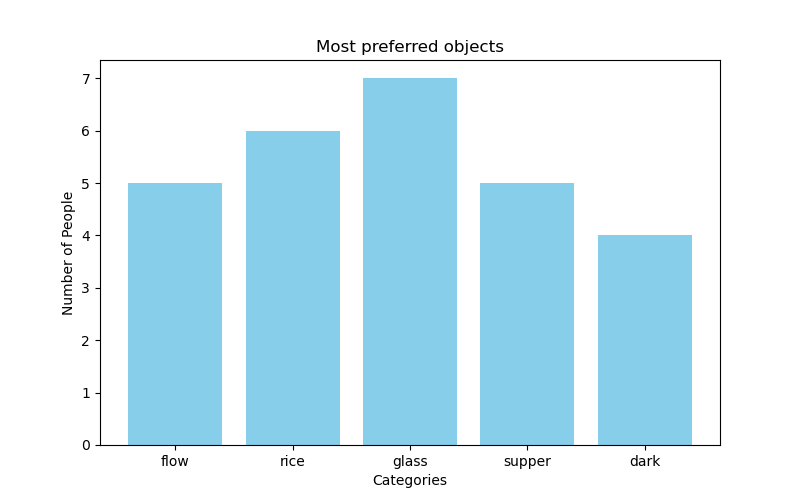 Most preferred objects
Number of People
7
6
5
4
3
2
1
0
flow rice glass supper dark
Categories